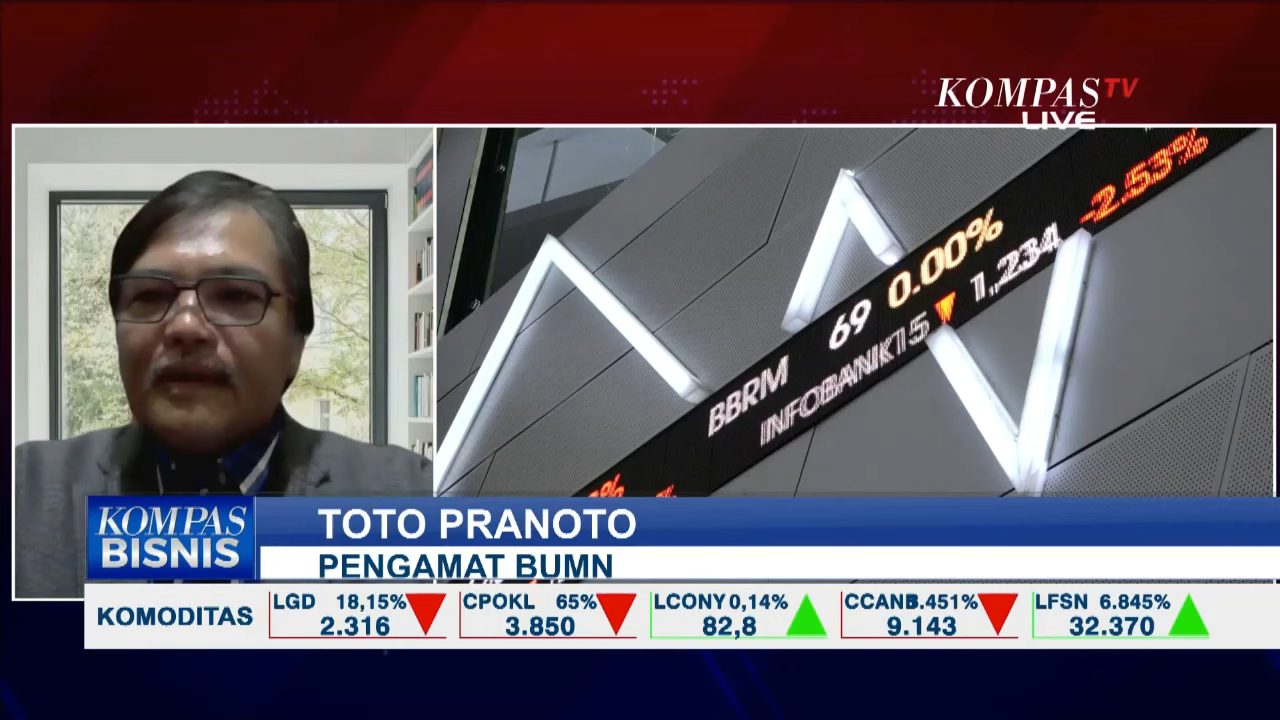 KOMPAS TV
LIVE
-2.53%
BBRM 69 0.00%
INFOBANK15 1,234
KOMPAS
BISNIS
TOTO PRANOTO
PENGAMAT BUMN
KOMODITAS
LGD 18,15%
2.316
CPOKL 65%
3.850
LCONY 0,14%
82,8
CCANB.451%
9.143
LFSN 6.845%
32.370